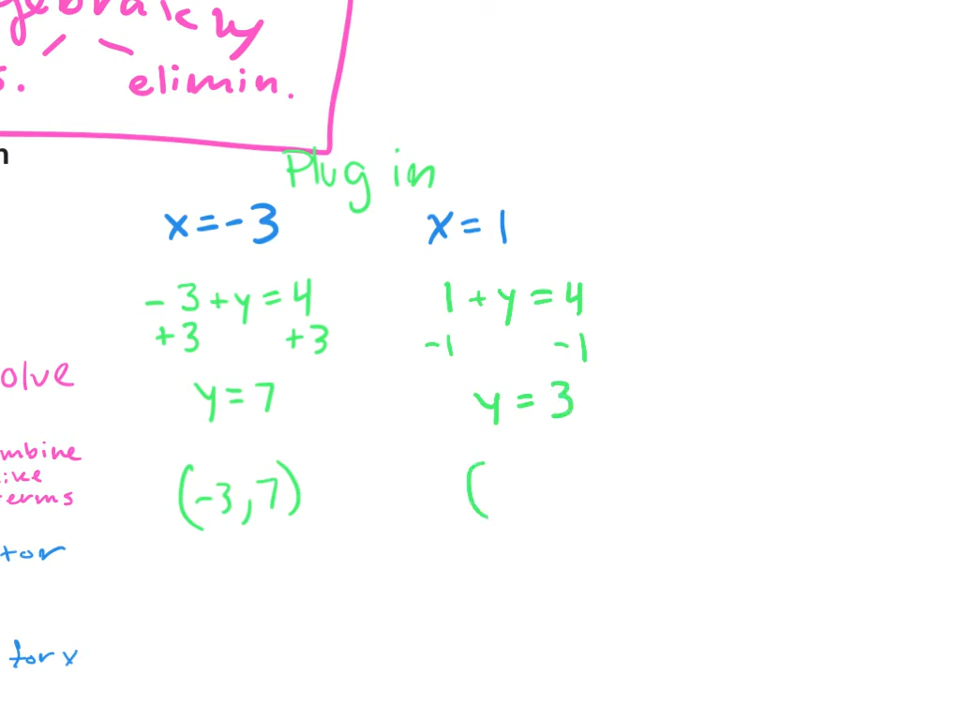 elimin.
Plug in
x=-3 x=1
-3+y=4 1+y=4
+3 +3 -1 -1
y=7 y=3
(-3,7) (
olve
mbine
ike
erms
tor
for x